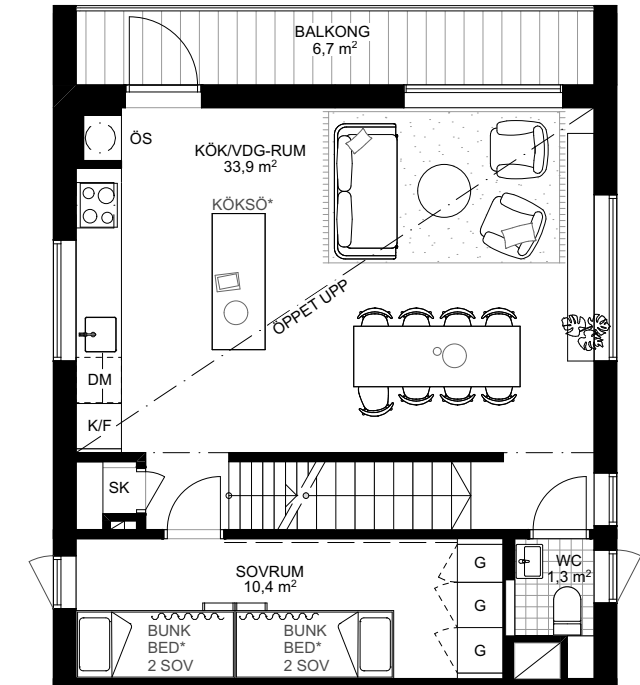 BALKONG
6,7 m²
ÖS
KÖK/VDG-RUM
33,9 m²
KÖKSÖ*
ÖPPET UPP
DM
K/F
SK
SOVRUM
10,4 m²
G
G
G
WC
1,3 m²
BUNK
BED*
2 SOV
BUNK
BED*
2 SOV